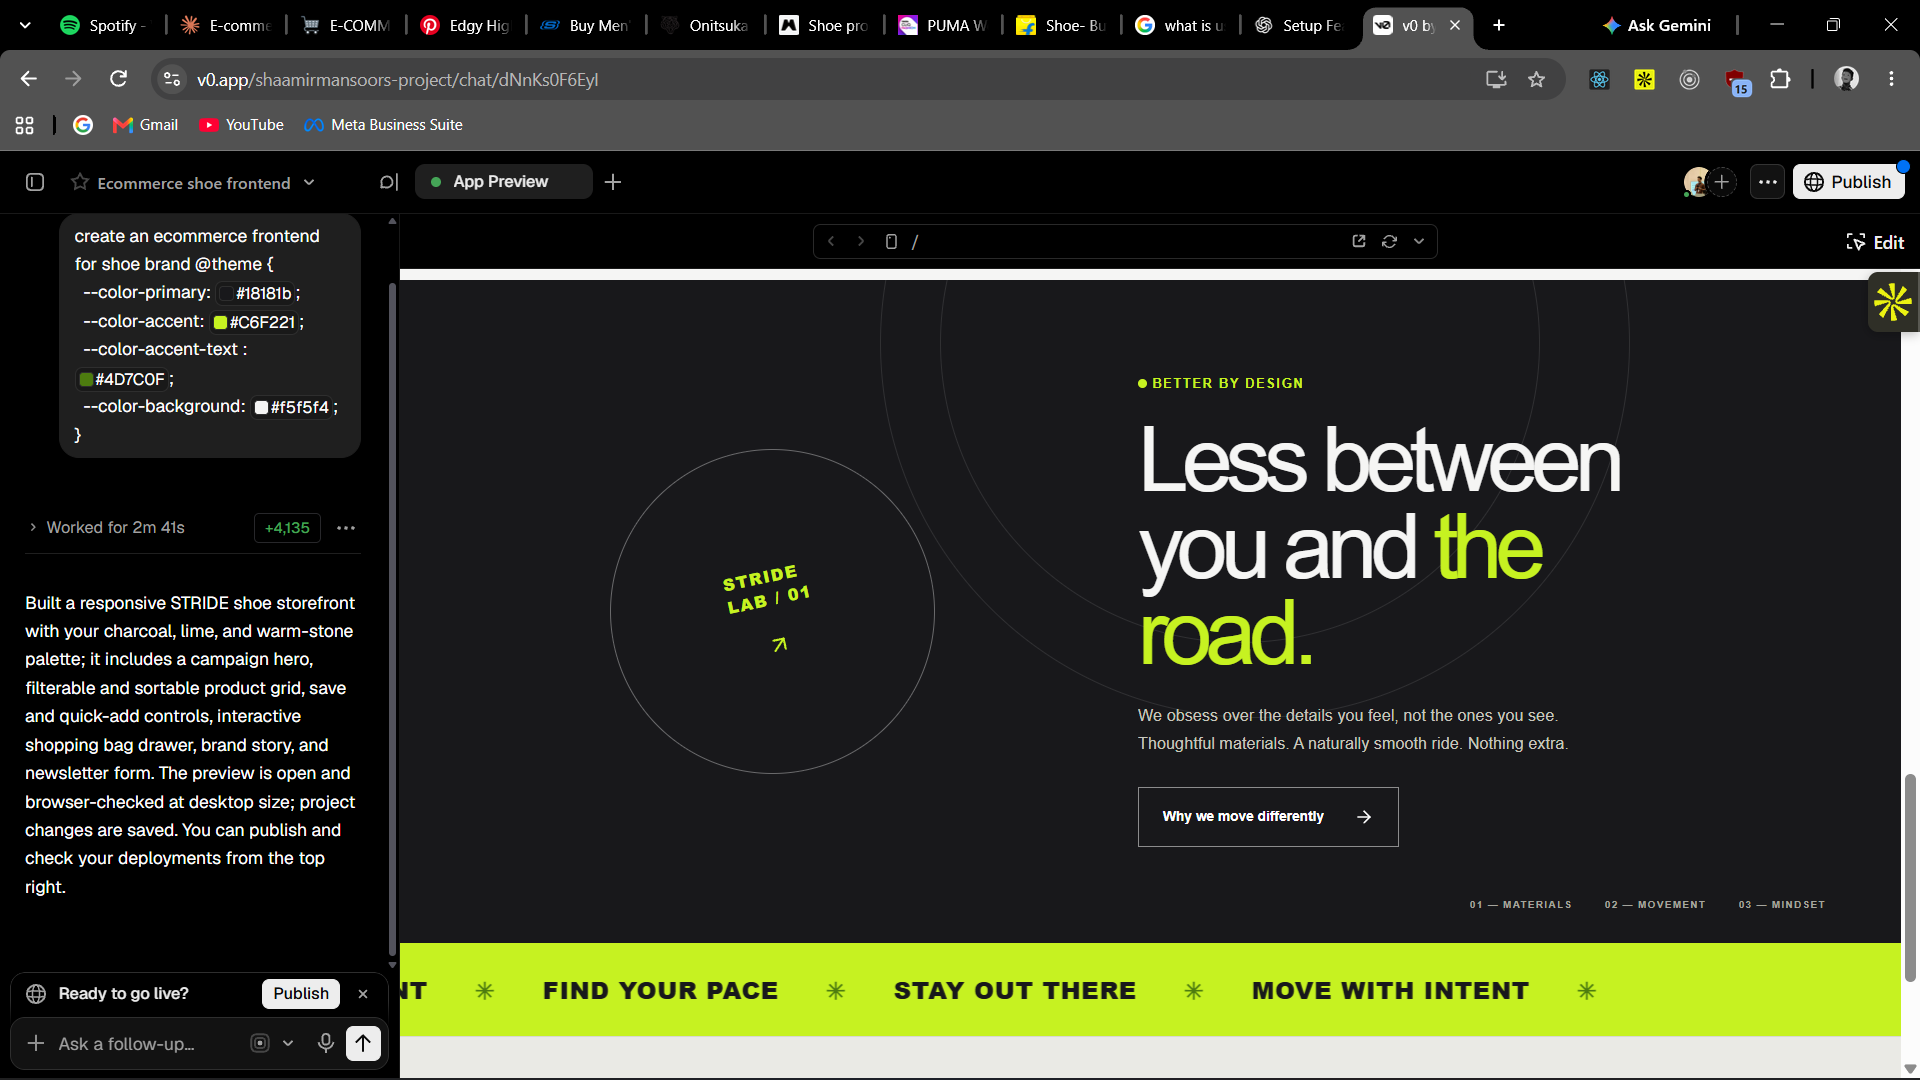 Spotify -
E-comme
E-COMM
Edgy Hig
Buy Men'
Onitsuka
Shoe pro
PUMA W
Shoe- Bu
what is u
Setup Fe
v0 by
Ask Gemini
v0.app/shaamirmansoors-project/chat/dNnKs0F6EyI
15
Gmail
YouTube
Meta Business Suite
Ecommerce shoe frontend
App Preview
Publish
create an ecommerce frontend
for shoe brand @theme {
--color-primary: #18181b ;
--color-accent: #C6F221 ;
--color-accent-text :
#4D7C0F ;
--color-background: #f5f5f4 ;
}
Worked for 2m 41s
+4,135
Built a responsive STRIDE shoe storefront
with your charcoal, lime, and warm-stone
palette; it includes a campaign hero,
filterable and sortable product grid, save
and quick-add controls, interactive
shopping bag drawer, brand story, and
newsletter form. The preview is open and
browser-checked at desktop size; project
changes are saved. You can publish and
check your deployments from the top
right.
Ready to go live?
Publish
Ask a follow-up...
/
Edit
STRIDE
LAB / 01
BETTER BY DESIGN
Less between
you and the
road.
We obsess over the details you feel, not the ones you see.
Thoughtful materials. A naturally smooth ride. Nothing extra.
Why we move differently
01 — MATERIALS
02 — MOVEMENT
03 — MINDSET
NT
FIND YOUR PACE
STAY OUT THERE
MOVE WITH INTENT